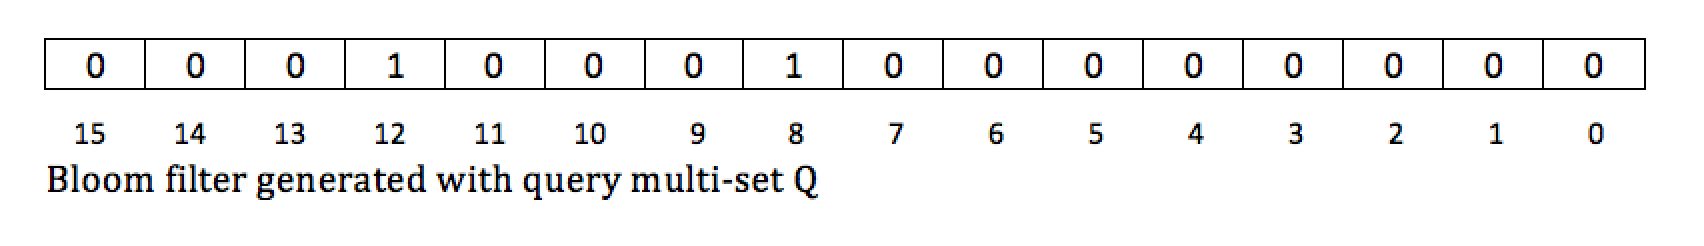 0 0 0 1 0 0 0 1 0 0 0 0 0 0 0 0
15 14 13 12 11 10 9 8 7 6 5 4 3 2 1 0
Bloom filter generated with query multi-set Q